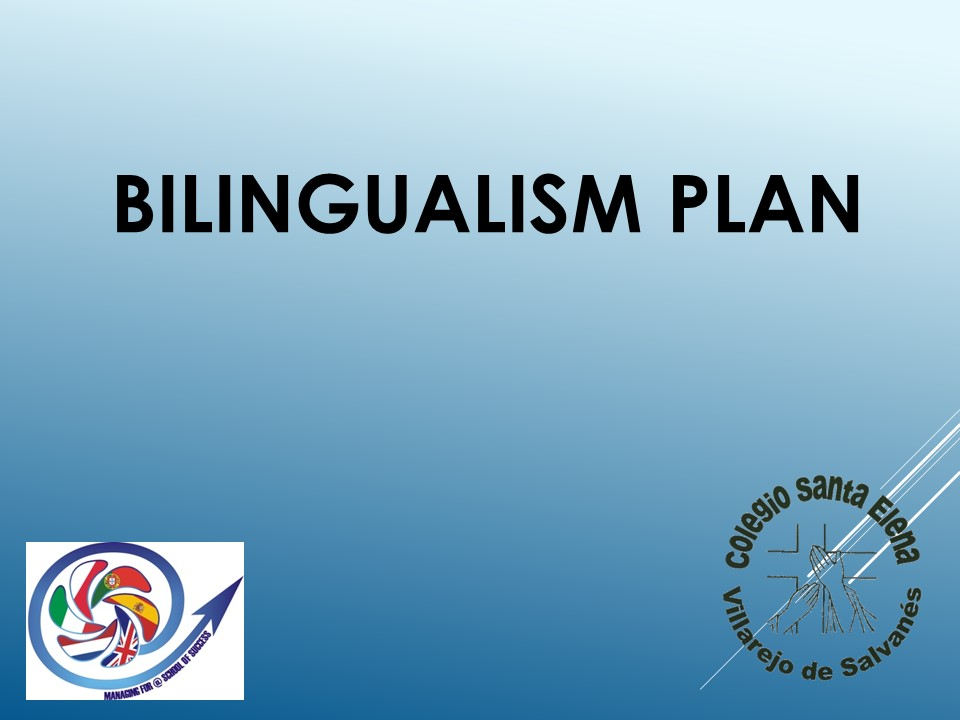 BILINGUALISM PLAN
Colegio Santa Elena
Villarejo de Salvanés
MANAGING FOR @ SCHOOL OF SUCCESS